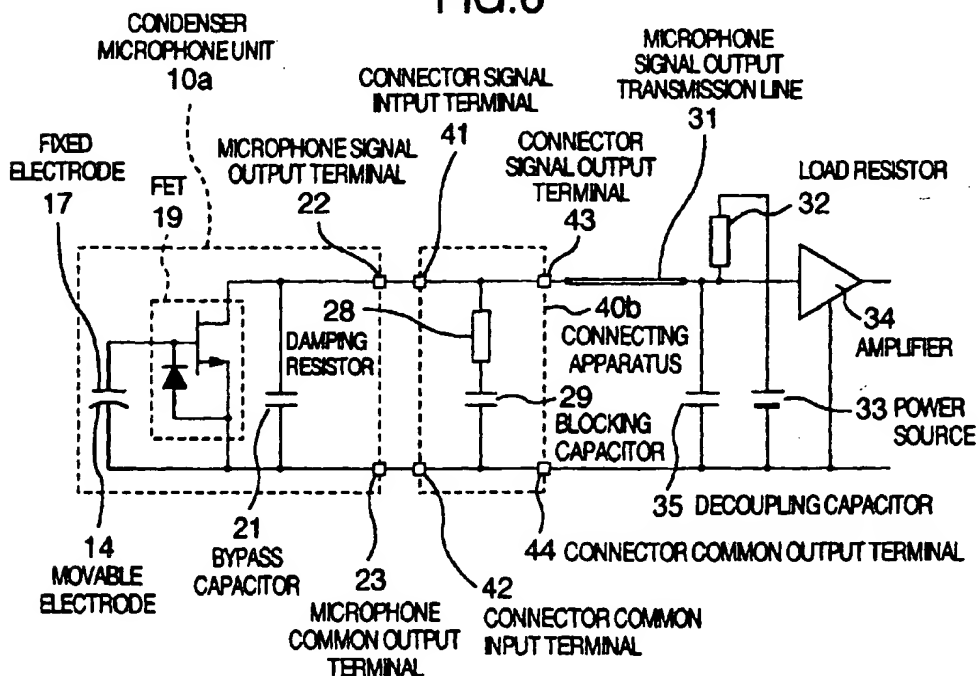 FIG.6
CONDENSER
MICROPHONE UNIT
10a
MICROPHONE
SIGNAL OUTPUT
TRANSMISSION LINE
31
CONNECTOR SIGNAL
INTPUT TERMINAL
41
FIXED
ELECTRODE
17
FET
19
MICROPHONE SIGNAL
OUTPUT TERMINAL
22
CONNECTOR
SIGNAL OUTPUT
TERMINAL
43
LOAD RESISTOR
32
28
DAMPING
RESISTOR
40b
CONNECTING
APPARATUS
34
AMPLIFIER
29
BLOCKING
CAPACITOR
33 POWER
SOURCE
35 DECOUPLING CAPACITOR
14
MOVABLE
ELECTRODE
21
BYPASS
CAPACITOR
23
MICROPHONE
COMMON OUTPUT
TERMINAL
42
CONNECTOR COMMON
INPUT TERMINAL
44 CONNECTOR COMMON OUTPUT TERMINAL